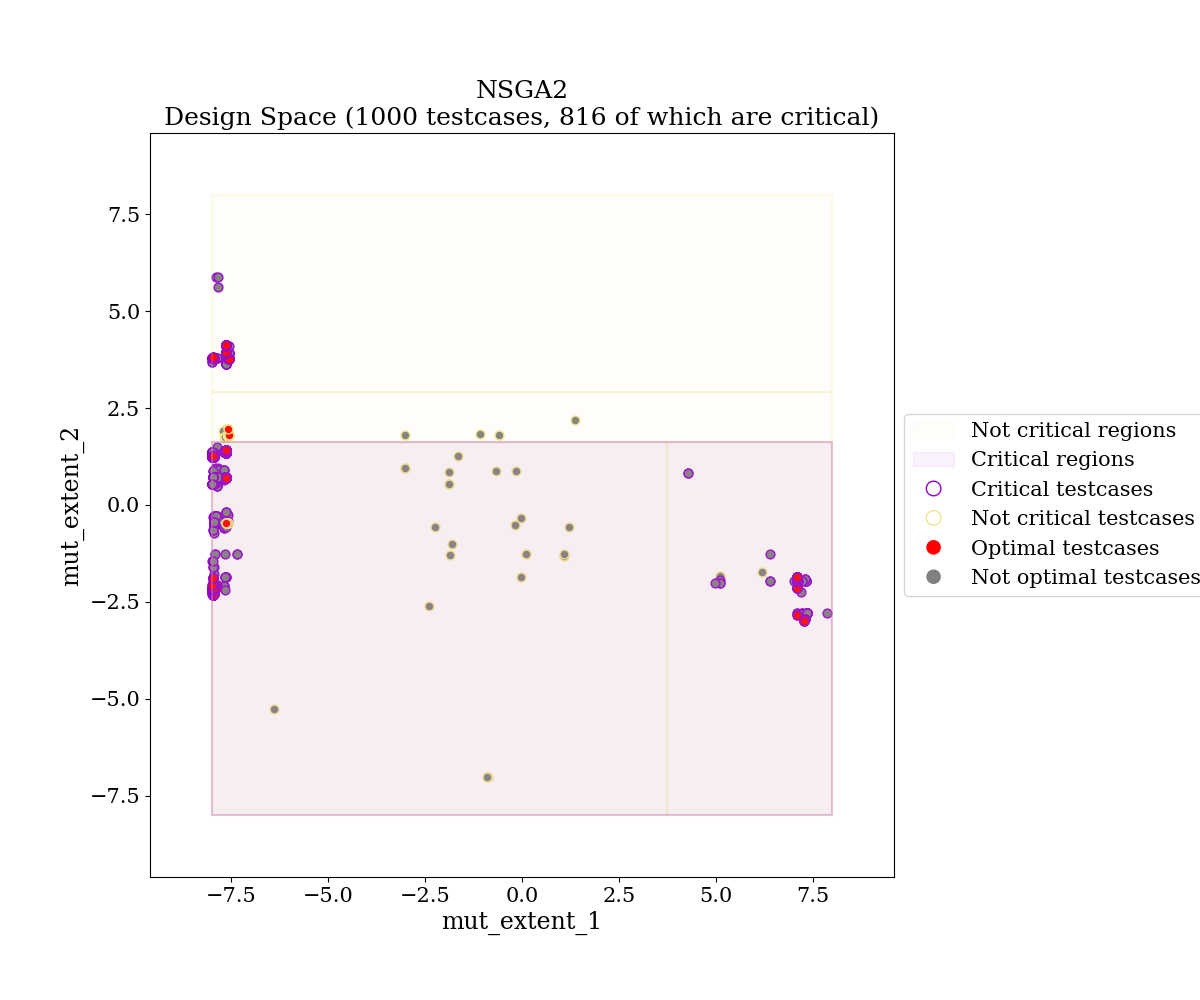 NSGA2
Design Space (1000 testcases, 816 of which are critical)
7.5
5.0
2.5
0.0
−2.5
−5.0
−7.5
mut_extent_2
−7.5
−5.0
−2.5
0.0
2.5
5.0
7.5
mut_extent_1
Not critical regions
Critical regions
Critical testcases
Not critical testcases
Optimal testcases
Not optimal testcases